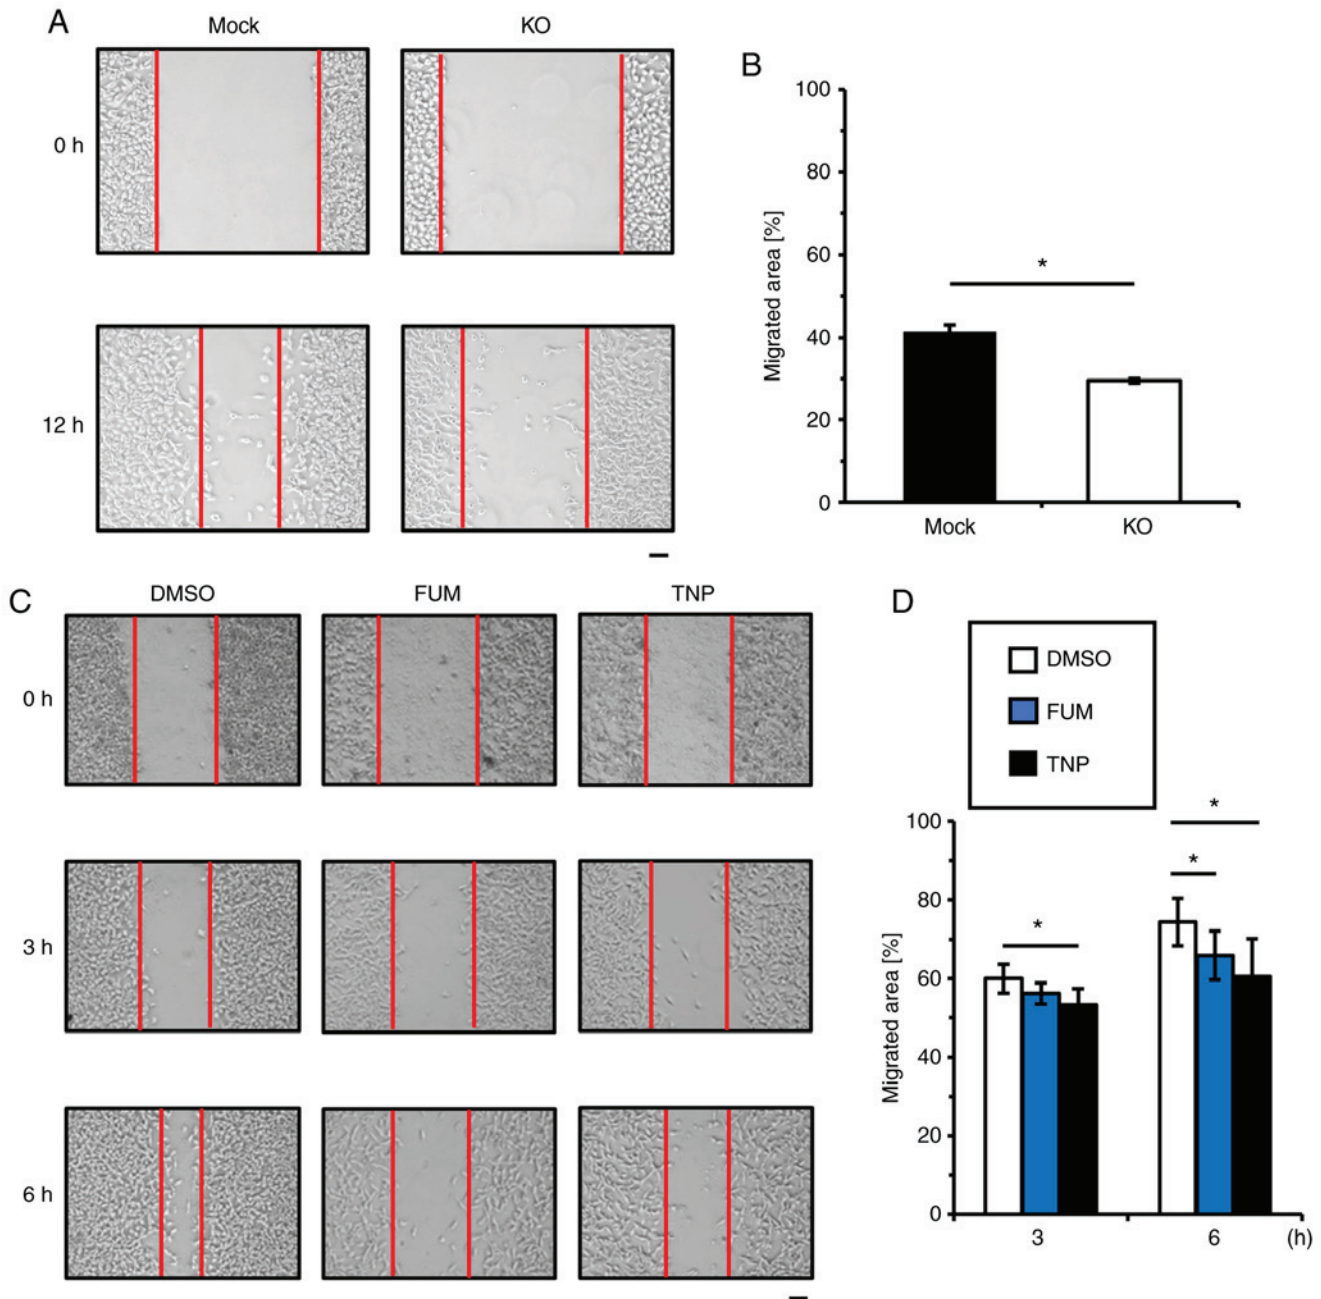 A
Mock
KO
0 h
12 h
B
100
80
60
40
20
0
Migrated area [%]
*
Mock
KO
C
DMSO
FUM
TNP
0 h
3 h
6 h
D
DMSO
FUM
TNP
100
80
60
40
20
0
Migrated area [%]
*
*
*
3
6
(h)